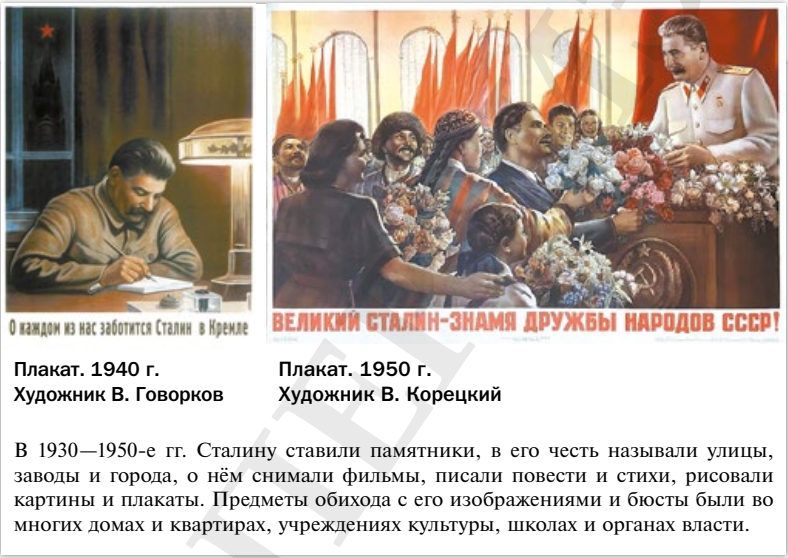 О каждом из нас заботится Сталин в Кремле
ВЕЛИКИЙ СТАЛИН-ЗНАМЯ ДРУЖБЫ НАРОДОВ СССР!
Плакат. 1940 г.
Художник В. Говорков
Плакат. 1950 г.
Художник В. Корецкий
В 1930—1950-е гг. Сталину ставили памятники, в его честь называли улицы,
заводы и города, о нём снимали фильмы, писали повести и стихи, рисовали
картины и плакаты. Предметы обихода с его изображениями и бюсты были во
многих домах и квартирах, учреждениях культуры, школах и органах власти.